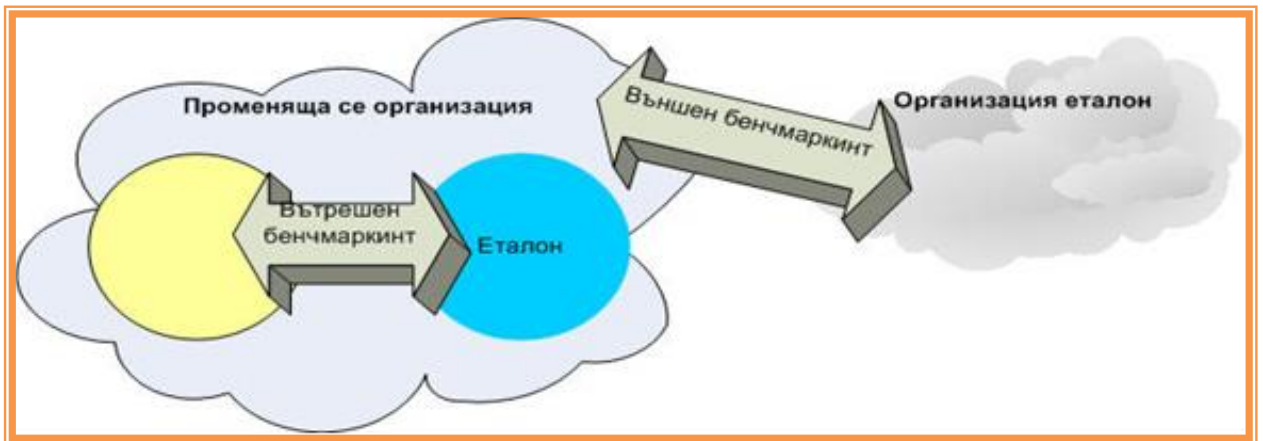 Променяща се организация
Външен бенчмаркинт
Организация еталон
Вътрешен
бенчмаркинт
Еталон